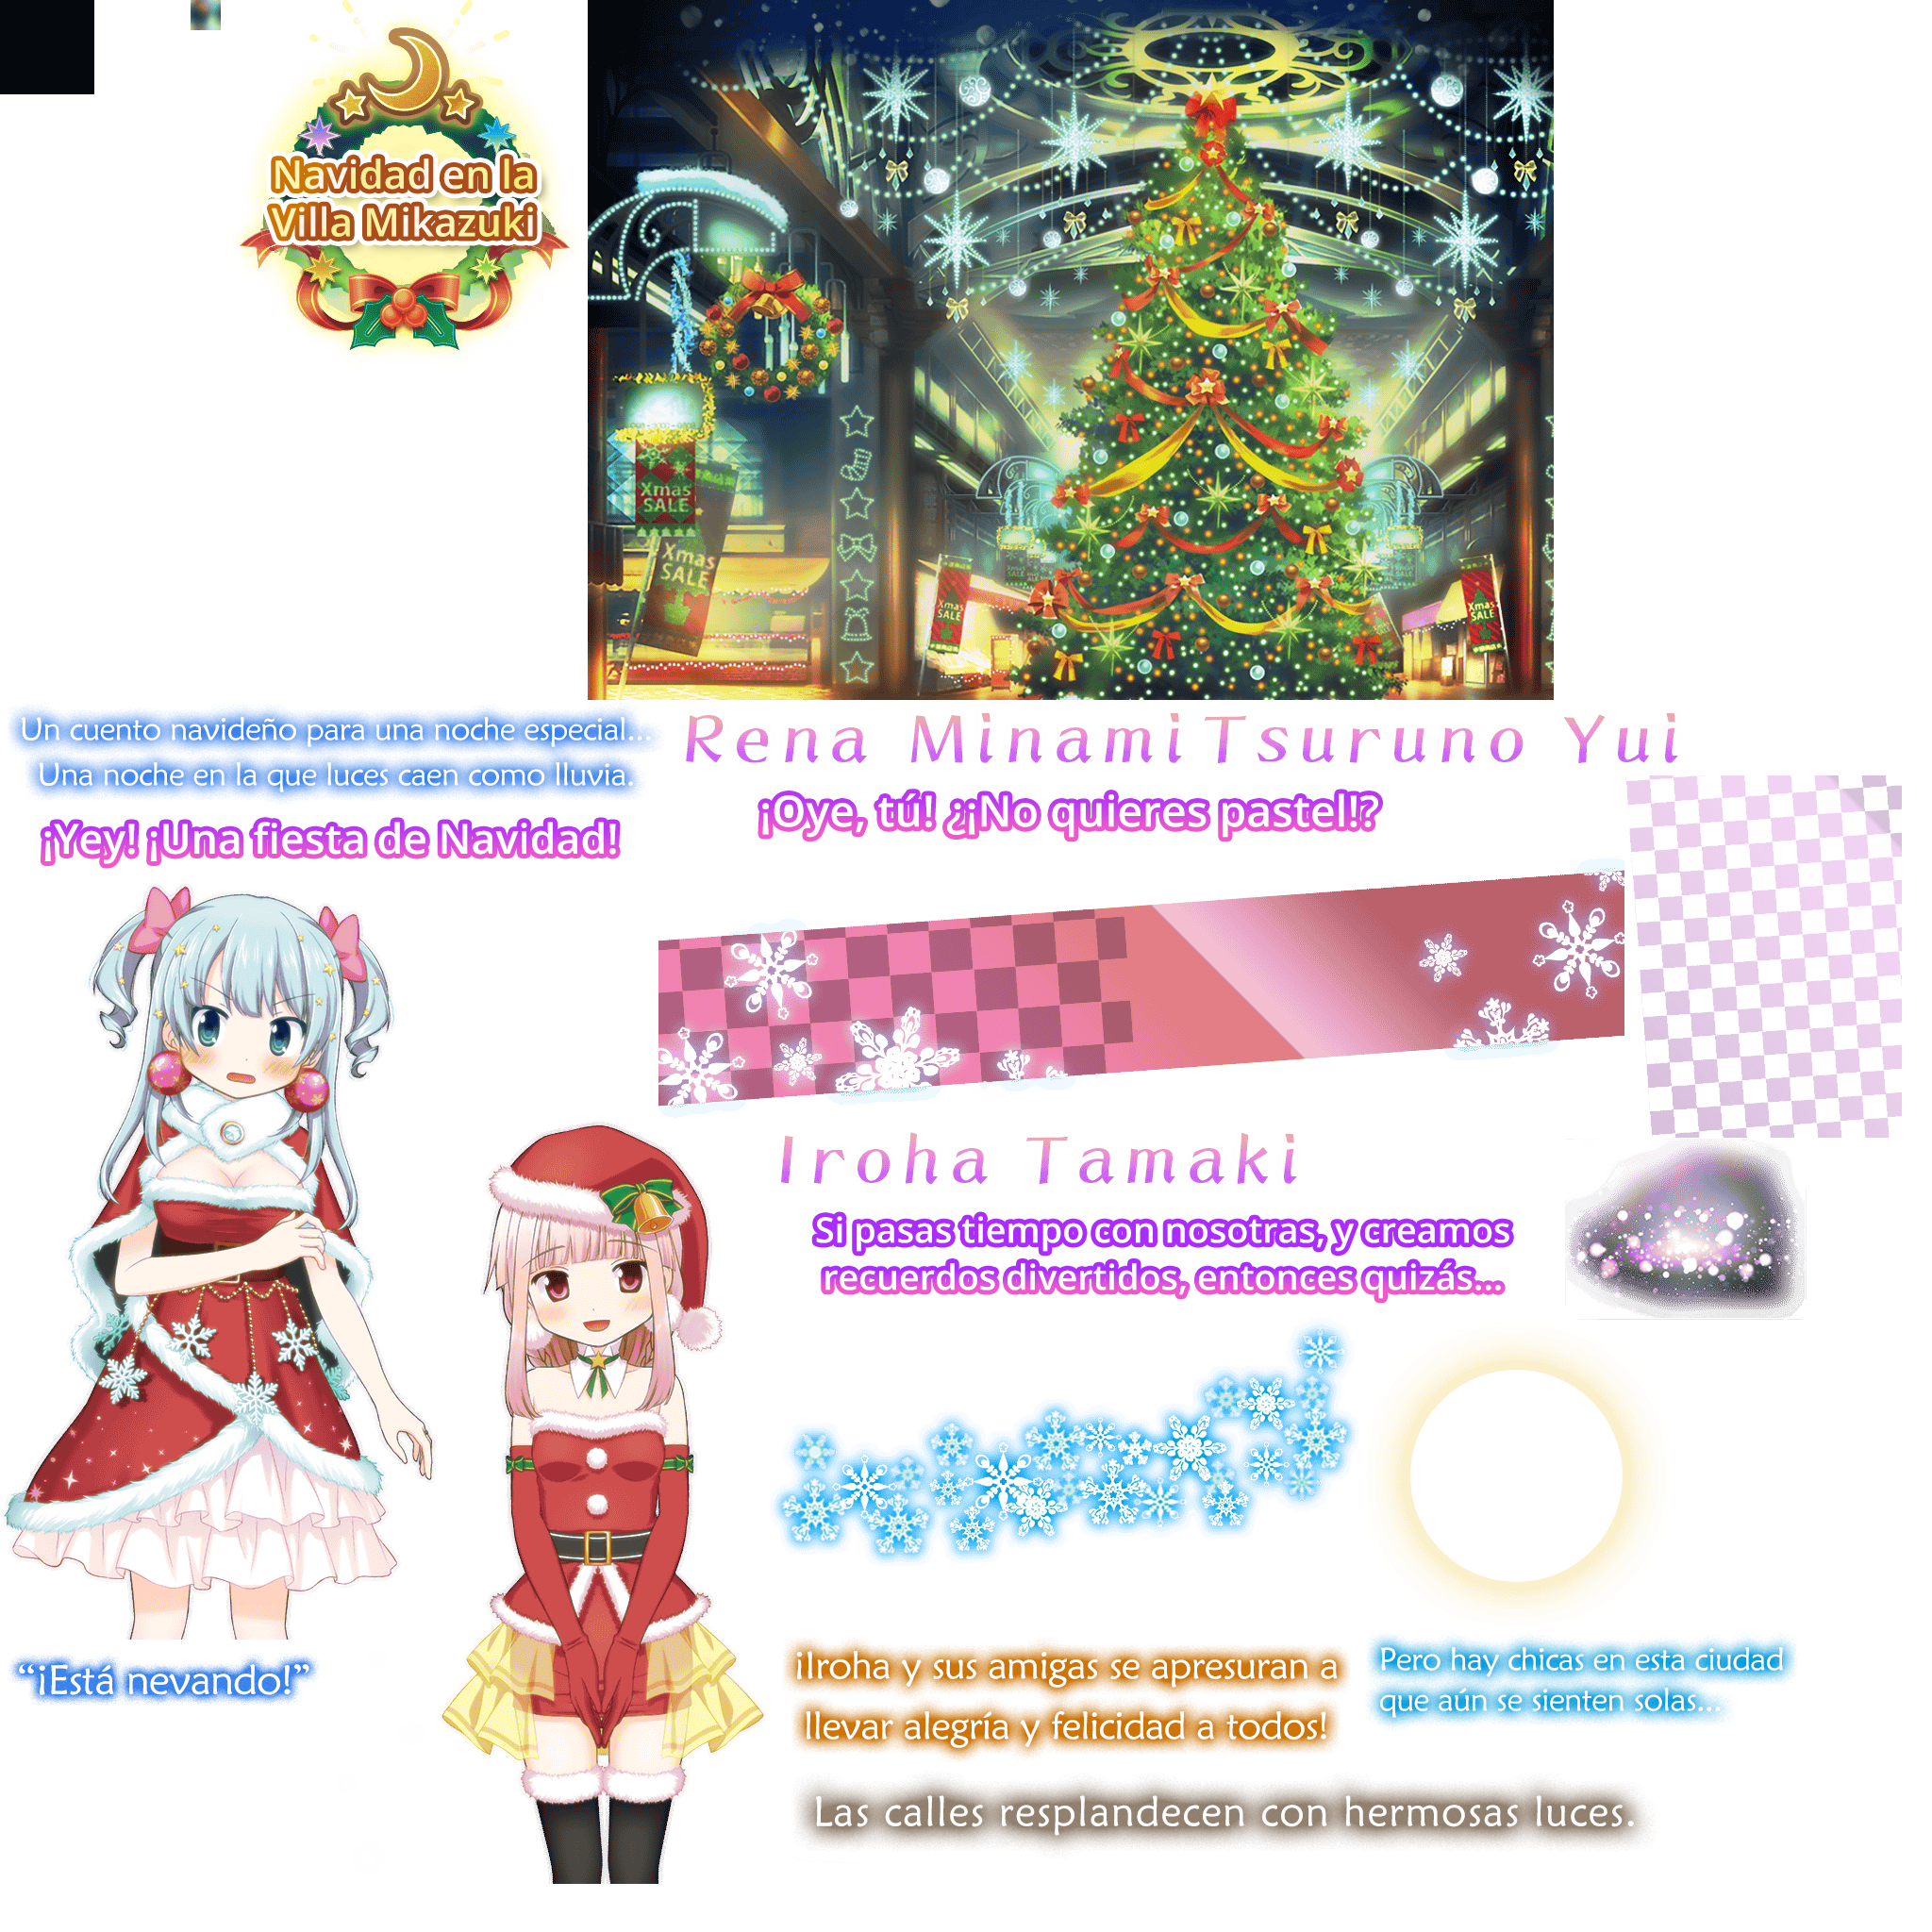 Navidad en la
Villa Mikazuki
Xmas
SALE
Xmas
SALE
Xmas
SALE
Xmas
SALE
Un cuento navideño para una noche especial...
Una noche en la que luces caen como lluvia.
Rena Minami
Tsuruno Yui
¡Yey! ¡Una fiesta de Navidad!
¡Oye, tú! ¿¡No quieres pastel!?
Iroha Tamaki
Si pasas tiempo con nosotras, y creamos
recuerdos divertidos, entonces quizás...
“¡Está nevando!”
¡Iroha y sus amigas se apresuran a
llevar alegría y felicidad a todos!
Pero hay chicas en esta ciudad
que aún se sienten solas...
Las calles resplandecen con hermosas luces.